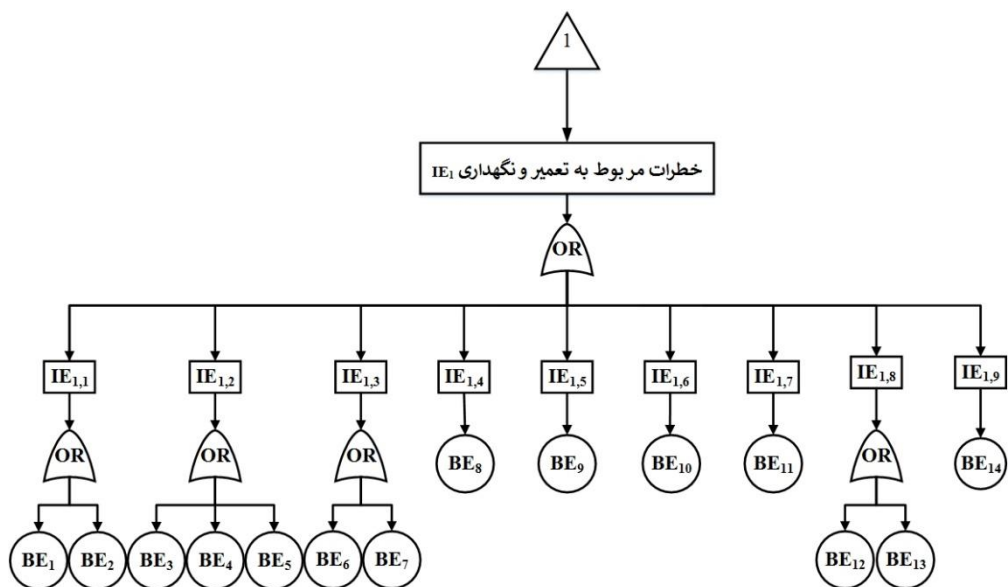 1
خطرات مربوط به تعمیر و نگهداری IE₁
OR
IE₁,₁ IE₁,₂ IE₁,₃ IE₁,₄ IE₁,₅ IE₁,₆ IE₁,₇ IE₁,₈ IE₁,₉
OR OR OR BE₈ BE₉ BE₁₀ BE₁₁ OR BE₁₄
BE₁ BE₂ BE₃ BE₄ BE₅ BE₆ BE₇ BE₁₂ BE₁₃